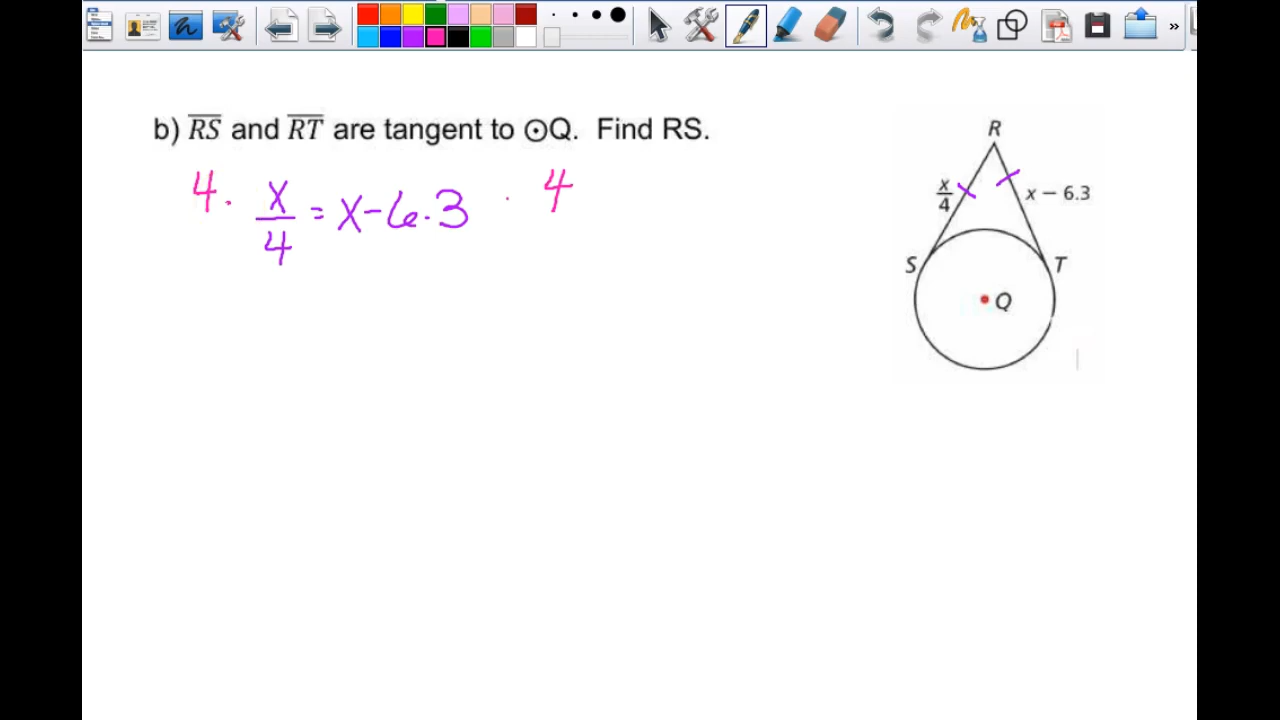 b) RS and RT are tangent to ⊙Q. Find RS.
4 · x/4 = x - 6.3 · 4
R
x/4
x – 6.3
S
T
Q
»